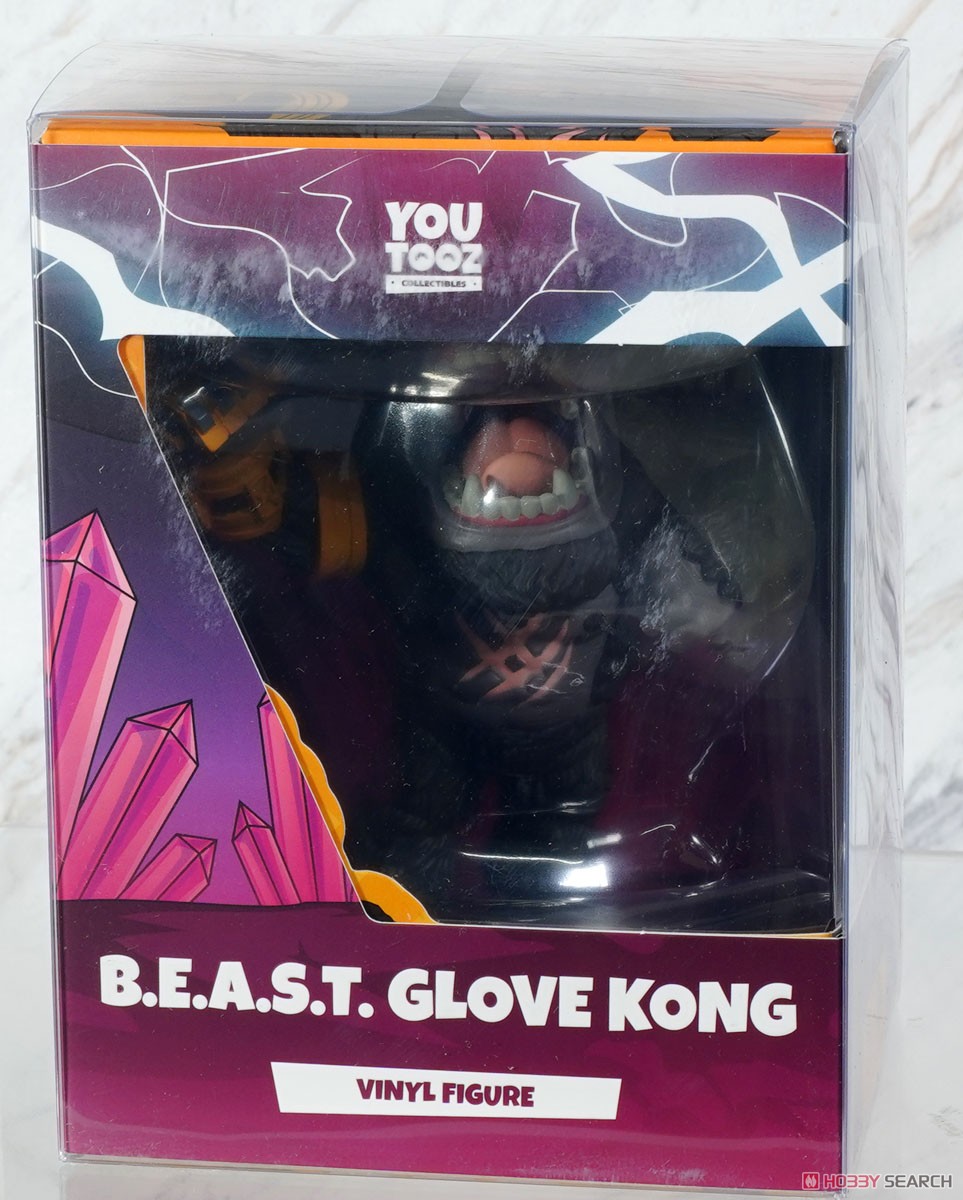 YOU
TOOZ
· COLLECTIBLES ·
B.E.A.S.T. GLOVE KONG
VINYL FIGURE
HOBBY SEARCH